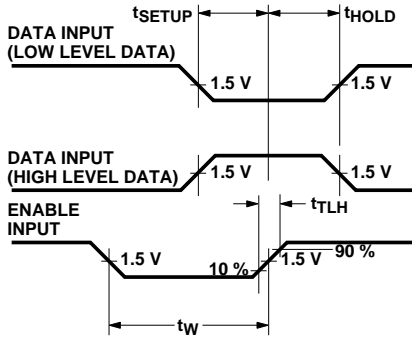 tSETUP tHOLD
DATA INPUT
(LOW LEVEL DATA)
1.5 V 1.5 V
DATA INPUT
(HIGH LEVEL DATA)
1.5 V 1.5 V
tTLH
ENABLE
INPUT
90 %
1.5 V 10 % 1.5 V
tW